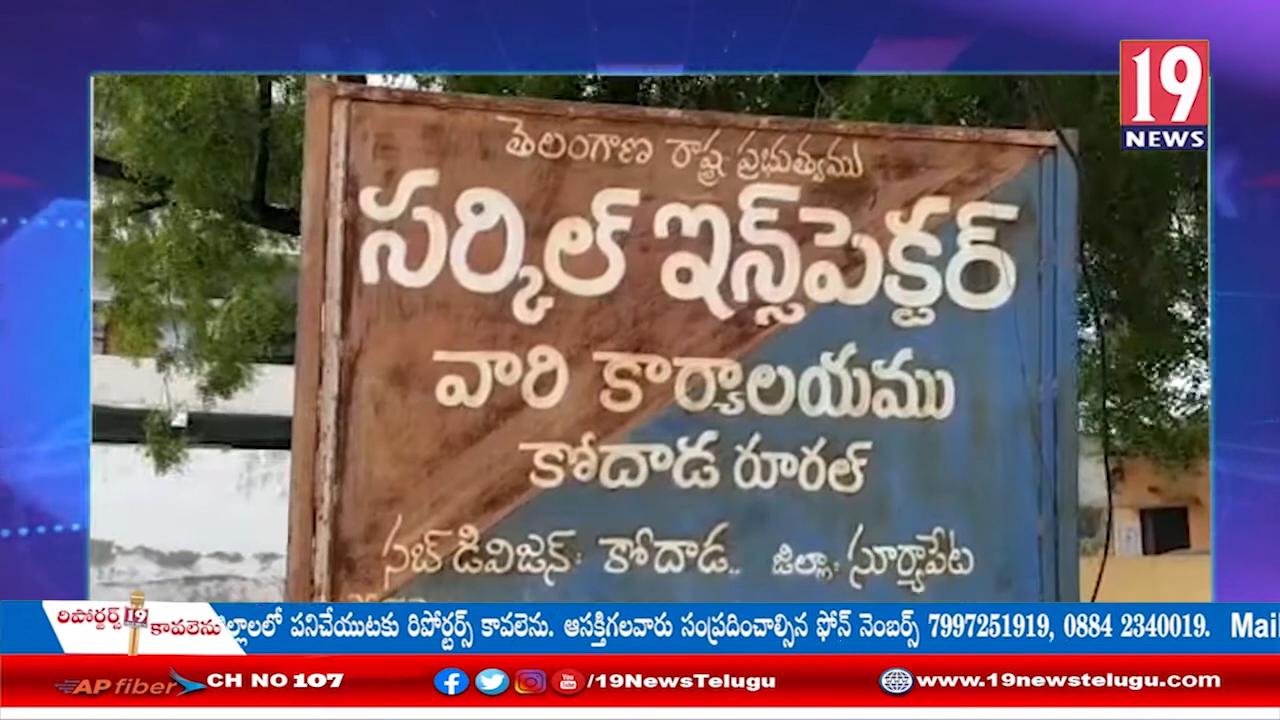 19
NEWS
తెలంగాణ రాష్ట్ర ప్రభుత్వము
సర్కిల్ ఇన్స్‌పెక్టర్
వారి కార్యాలయము
కోదాడ రూరల్
సబ్ డివిజన్: కోదాడ.. జిల్లా: సూర్యాపేట
రిపోర్టర్స్ 19
కావలెను
ల్లాలలో పనిచేయుటకు రిపోర్టర్స్ కావలెను. ఆసక్తిగలవారు సంప్రదించాల్సిన ఫోన్ నెంబర్స్ 7997251919, 0884 2340019. Mail
AP fiber CH NO 107 /19NewsTelugu www.19newstelugu.com